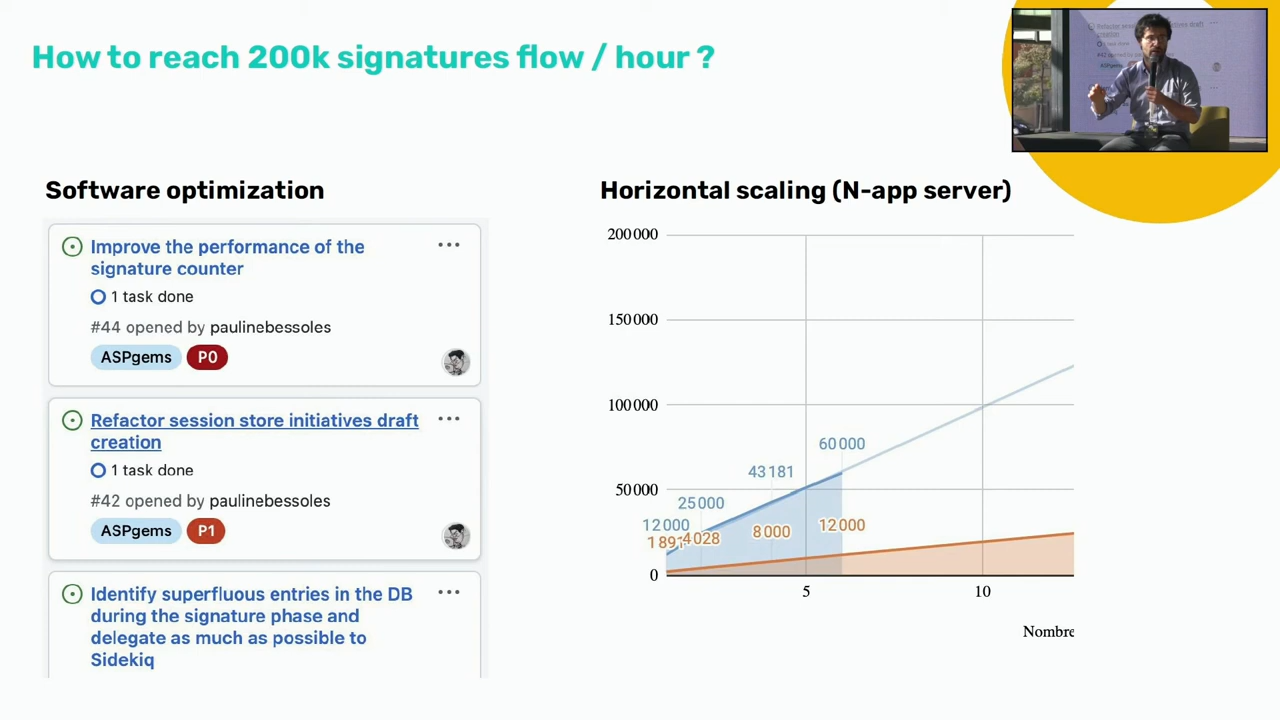 How to reach 200k signatures flow / hour ?
Software optimization
Improve the performance of the
signature counter
1 task done
#44 opened by paulinebessoles
ASPgems P0
Refactor session store initiatives draft
creation
1 task done
#42 opened by paulinebessoles
ASPgems P1
Identify superfluous entries in the DB
during the signature phase and
delegate as much as possible to
Sidekiq
Horizontal scaling (N-app server)
200 000
150 000
100 000
50 000
0
60 000
43 181
25 000
12 000
1 891
4 028
8 000
12 000
5
10
Nombre